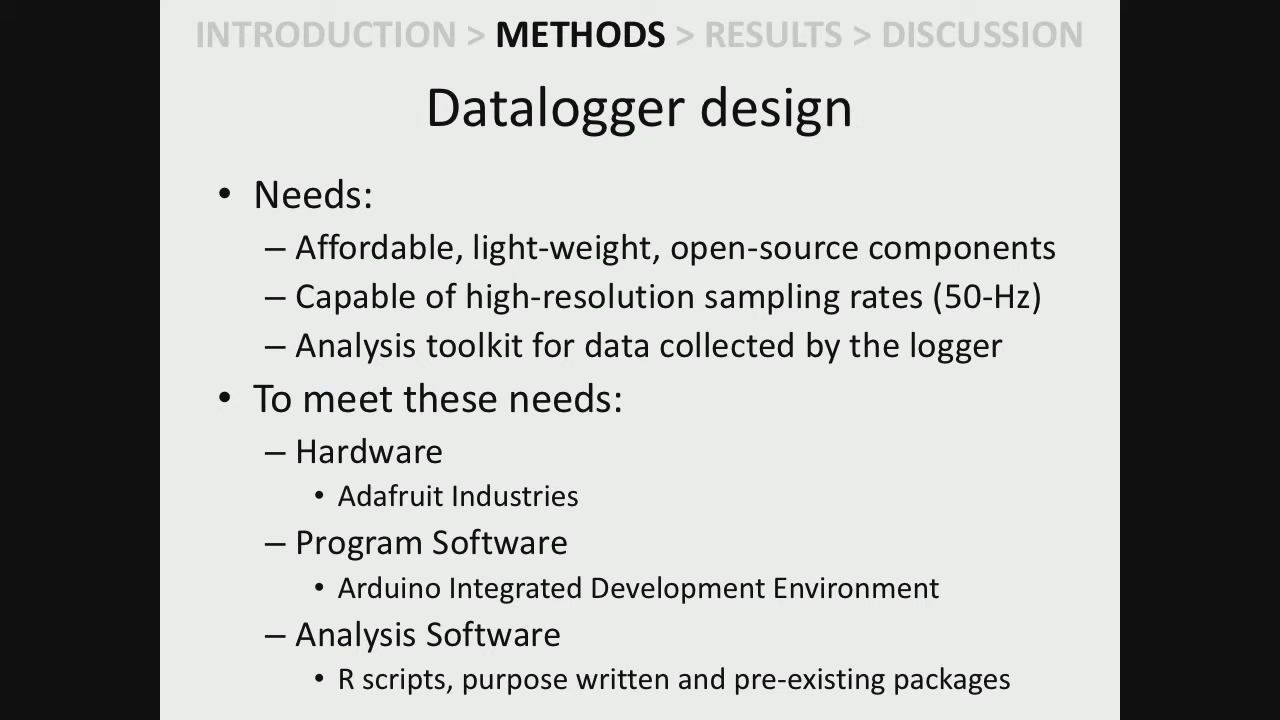 INTRODUCTION > METHODS > RESULTS > DISCUSSION
Datalogger design
• Needs:
– Affordable, light-weight, open-source components
– Capable of high-resolution sampling rates (50-Hz)
– Analysis toolkit for data collected by the logger
• To meet these needs:
– Hardware
• Adafruit Industries
– Program Software
• Arduino Integrated Development Environment
– Analysis Software
• R scripts, purpose written and pre-existing packages